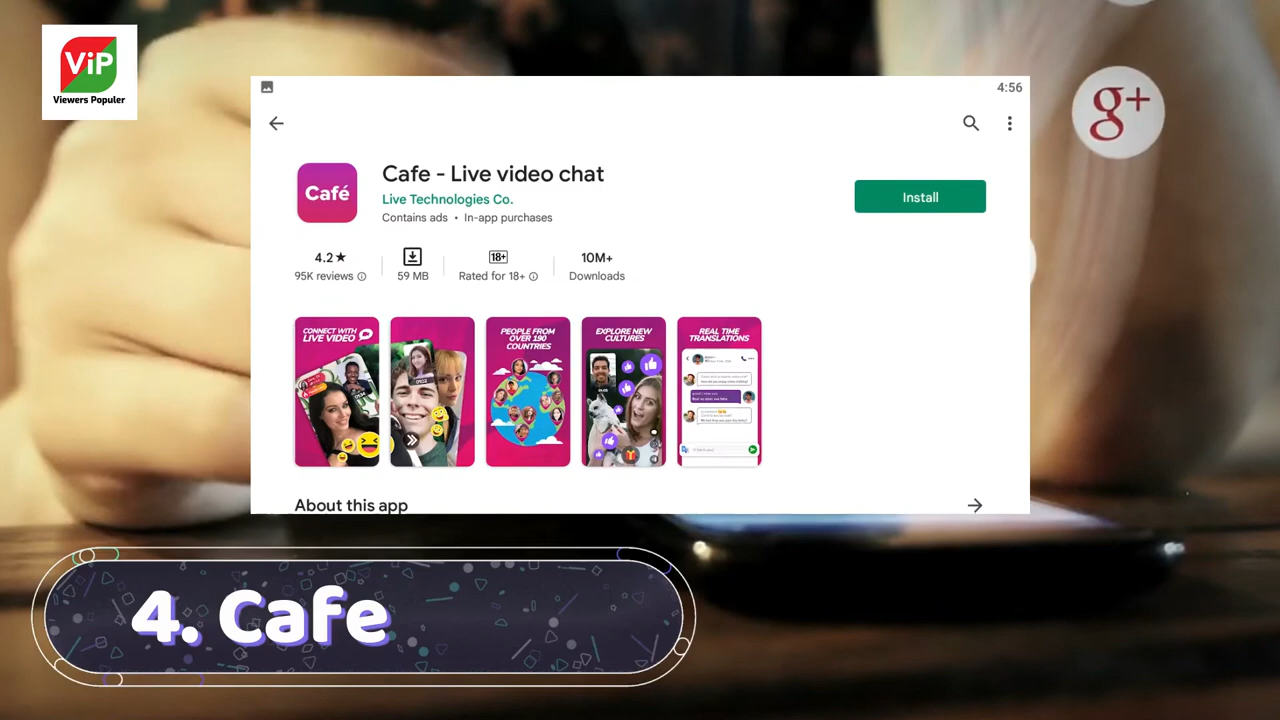 ViP
Viewers Populer
4:56
g+
Café
Cafe - Live video chat
Live Technologies Co.
Contains ads • In-app purchases
Install
4.2★
95K reviews
59 MB
18+
Rated for 18+
10M+
Downloads
CONNECT WITH
LIVE VIDEO
PEOPLE FROM
OVER 190
COUNTRIES
EXPLORE NEW
CULTURES
REAL TIME
TRANSLATIONS
About this app
4. Cafe